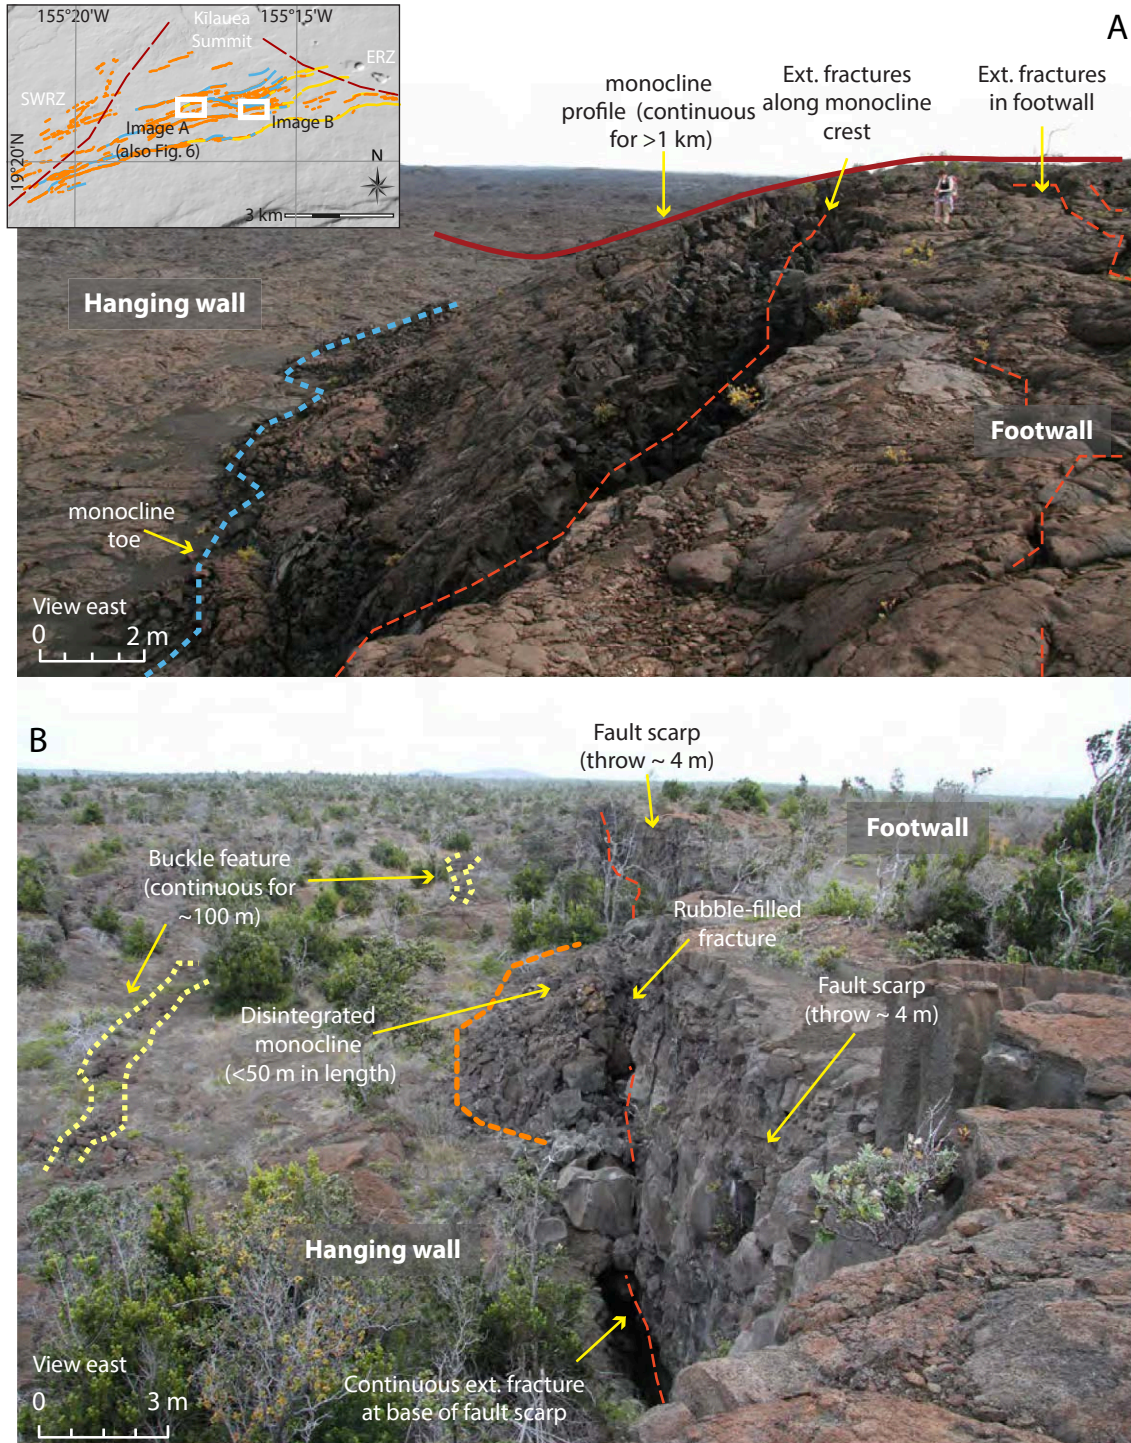 A
155°20'W
155°15'W
Kīlauea
Summit
ERZ
SWRZ
Image A
(also Fig. 6)
Image B
19°20'N
N
3 km
monocline
profile (continuous
for >1 km)
Ext. fractures
along monocline
crest
Ext. fractures
in footwall
Hanging wall
Footwall
monocline
toe
View east
0 2 m
B
Fault scarp
(throw ~ 4 m)
Footwall
Buckle feature
(continuous for
~100 m)
Rubble-filled
fracture
Fault scarp
(throw ~ 4 m)
Disintegrated
monocline
(<50 m in length)
Hanging wall
View east
0 3 m
Continuous ext. fracture
at base of fault scarp